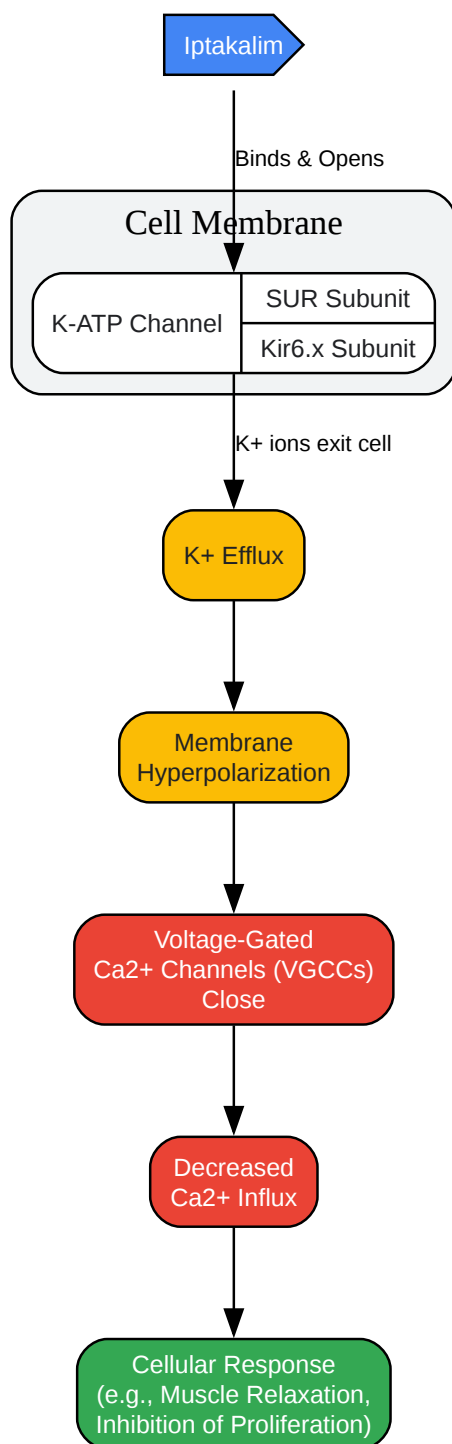 Iptakalim
Binds & Opens
Cell Membrane
K-ATP Channel
SUR Subunit
Kir6.x Subunit
K+ ions exit cell
K+ Efflux
Membrane
Hyperpolarization
Voltage-Gated
Ca2+ Channels (VGCCs)
Close
Decreased
Ca2+ Influx
Cellular Response
(e.g., Muscle Relaxation,
Inhibition of Proliferation)